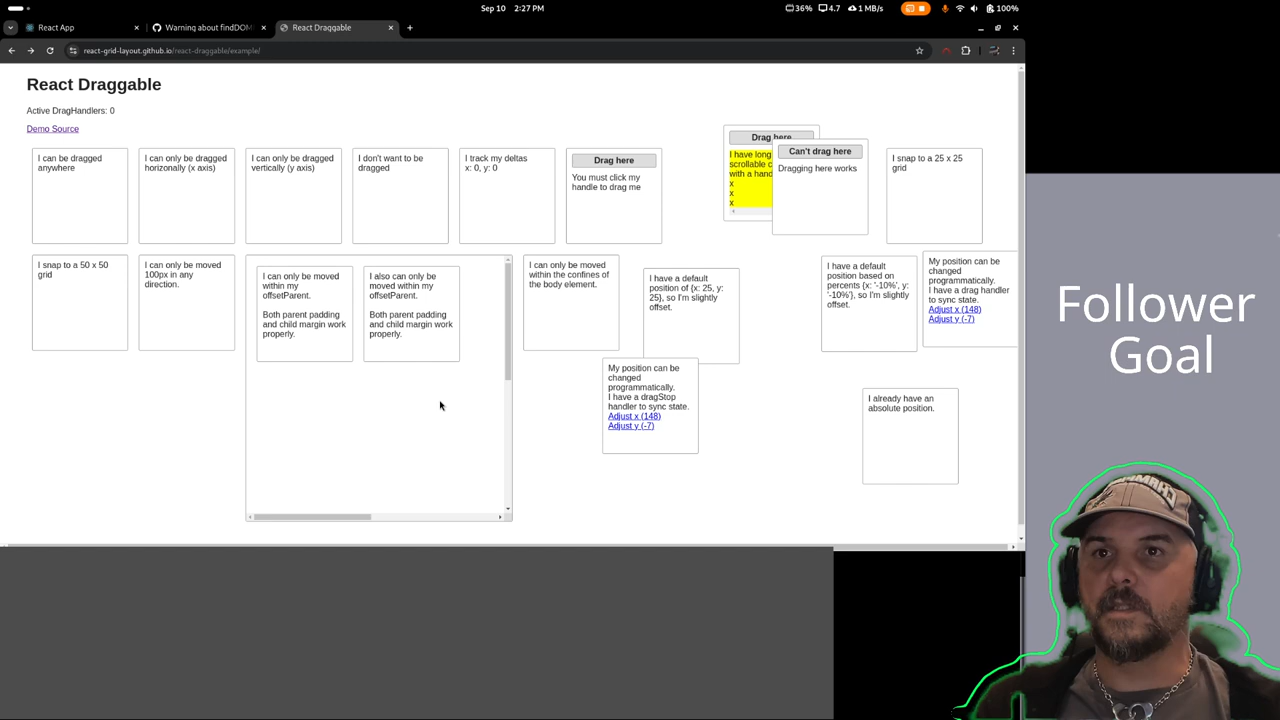 Sep 10 2:27 PM
36% 4.7 1 MB/s 100%
React App
Warning about findDOM
React Draggable
react-grid-layout.github.io/react-draggable/example/
React Draggable
Active DragHandlers: 0
Demo Source
I can be dragged
anywhere
I can only be dragged
horizonally (x axis)
I can only be dragged
vertically (y axis)
I don't want to be
dragged
I track my deltas
x: 0, y: 0
Drag here
You must click my
handle to drag me
Drag here
I have long
scrollable c
with a hand
x
x
x
Can't drag here
Dragging here works
I snap to a 25 x 25
grid
I snap to a 50 x 50
grid
I can only be moved
100px in any
direction.
I can only be moved
within my
offsetParent.
Both parent padding
and child margin work
properly.
I also can only be
moved within my
offsetParent.
Both parent padding
and child margin work
properly.
I can only be moved
within the confines of
the body element.
I have a default
position of {x: 25, y:
25}, so I'm slightly
offset.
I have a default
position based on
percents {x: '-10%', y:
'-10%'}, so I'm slightly
offset.
My position can be
changed
programmatically.
I have a drag handler
to sync state.
Adjust x (148)
Adjust y (-7)
My position can be
changed
programmatically.
I have a dragStop
handler to sync state.
Adjust x (148)
Adjust y (-7)
I already have an
absolute position.
Follower
Goal